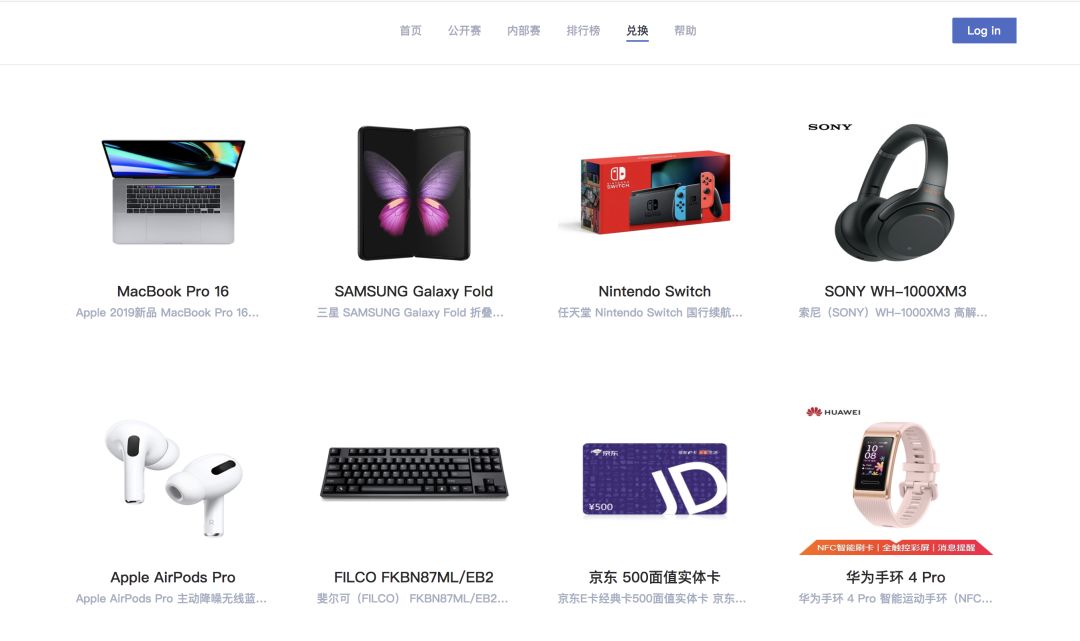 首页 公开赛 内部赛 排行榜 兑换 帮助 Log In
SONY
NINTENDO
SWITCH
MacBook Pro 16 SAMSUNG Galaxy Fold Nintendo Switch SONY WH-1000XM3
Apple 2019新品 MacBook Pro 16... 三星 SAMSUNG Galaxy Fold 折叠... 任天堂 Nintendo Switch 国行续航... 索尼（SONY）WH-1000XM3 高解...
HUAWEI
10
08
京东
JD
¥500
R
NFC智能刷卡 | 全触控彩屏 | 消息提醒
Apple AirPods Pro FILCO FKBN87ML/EB2 京东 500面值实体卡 华为手环 4 Pro
Apple AirPods Pro 主动降噪无线蓝... 斐尔可（FILCO） FKBN87ML/EB2... 京东E卡经典卡500面值实体卡 京东... 华为手环 4 Pro 智能运动手环（NFC...